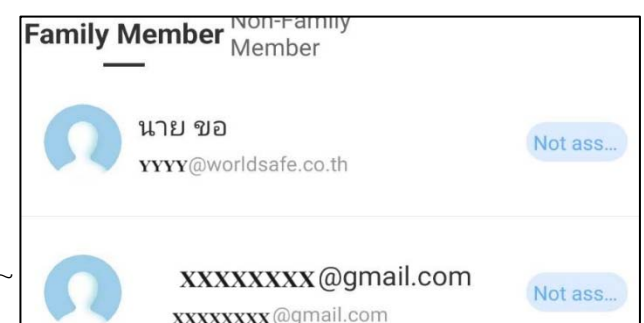 Family Member
Non-Family
Member
นาย ขอ
YYYY@worldsafe.co.th
Not ass...
XXXXXXXX@gmail.com
XXXXXXXX@gmail.com
Not ass...
~